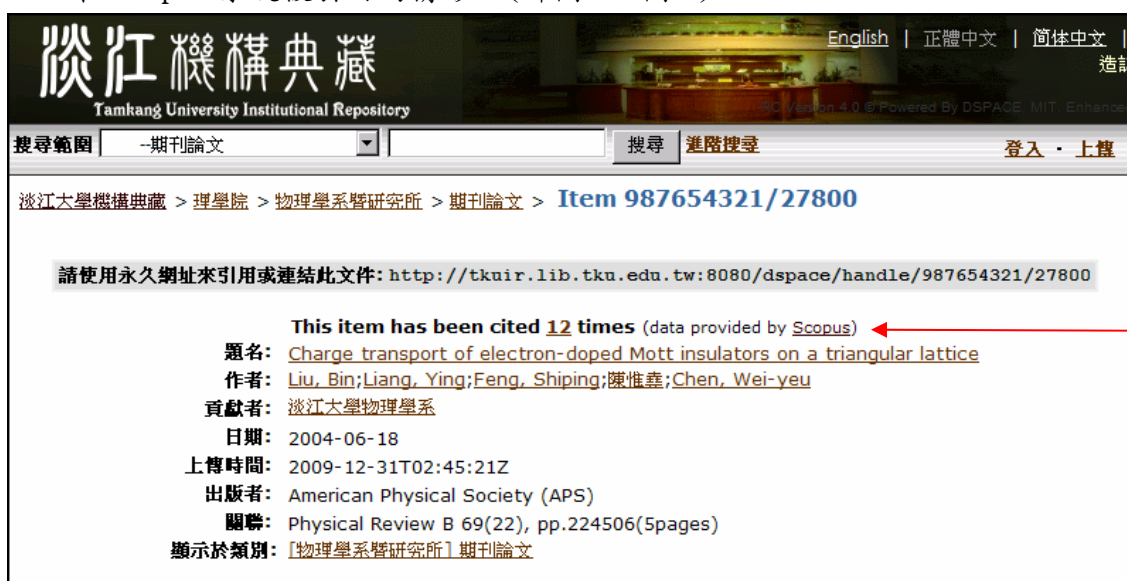 淡江機構典藏
Tamkang University Institutional Repository
English | 正體中文 | 简体中文 |
RC Version 4.0 © Powered By DSPACE, MIT. Enhance
搜尋範圍 --期刊論文 搜尋 進階搜尋 登入 · 上傳
淡江大學機構典藏 > 理學院 > 物理學系暨研究所 > 期刊論文 > Item 987654321/27800
請使用永久網址來引用或連結此文件: http://tkuir.lib.tku.edu.tw:8080/dspace/handle/987654321/27800
This item has been cited 12 times (data provided by Scopus)
題名: Charge transport of electron-doped Mott insulators on a triangular lattice
作者: Liu, Bin;Liang, Ying;Feng, Shiping;陳惟堯;Chen, Wei-yeu
貢獻者: 淡江大學物理學系
日期: 2004-06-18
上傳時間: 2009-12-31T02:45:21Z
出版者: American Physical Society (APS)
關聯: Physical Review B 69(22), pp.224506(5pages)
顯示於類別: [物理學系暨研究所] 期刊論文